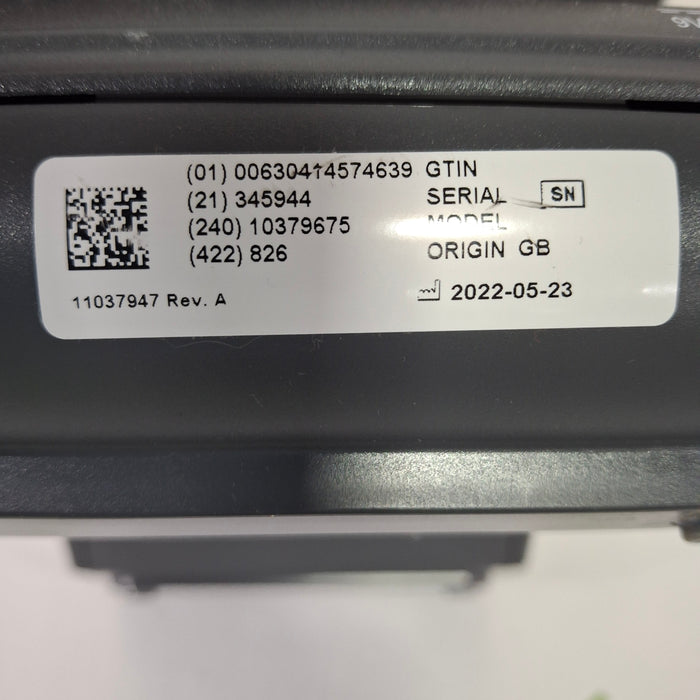 (01) 00630414574639 GTIN
(21) 345944 SERIAL SN
(240) 10379675 MODEL
(422) 826 ORIGIN GB
11037947 Rev. A 2022-05-23